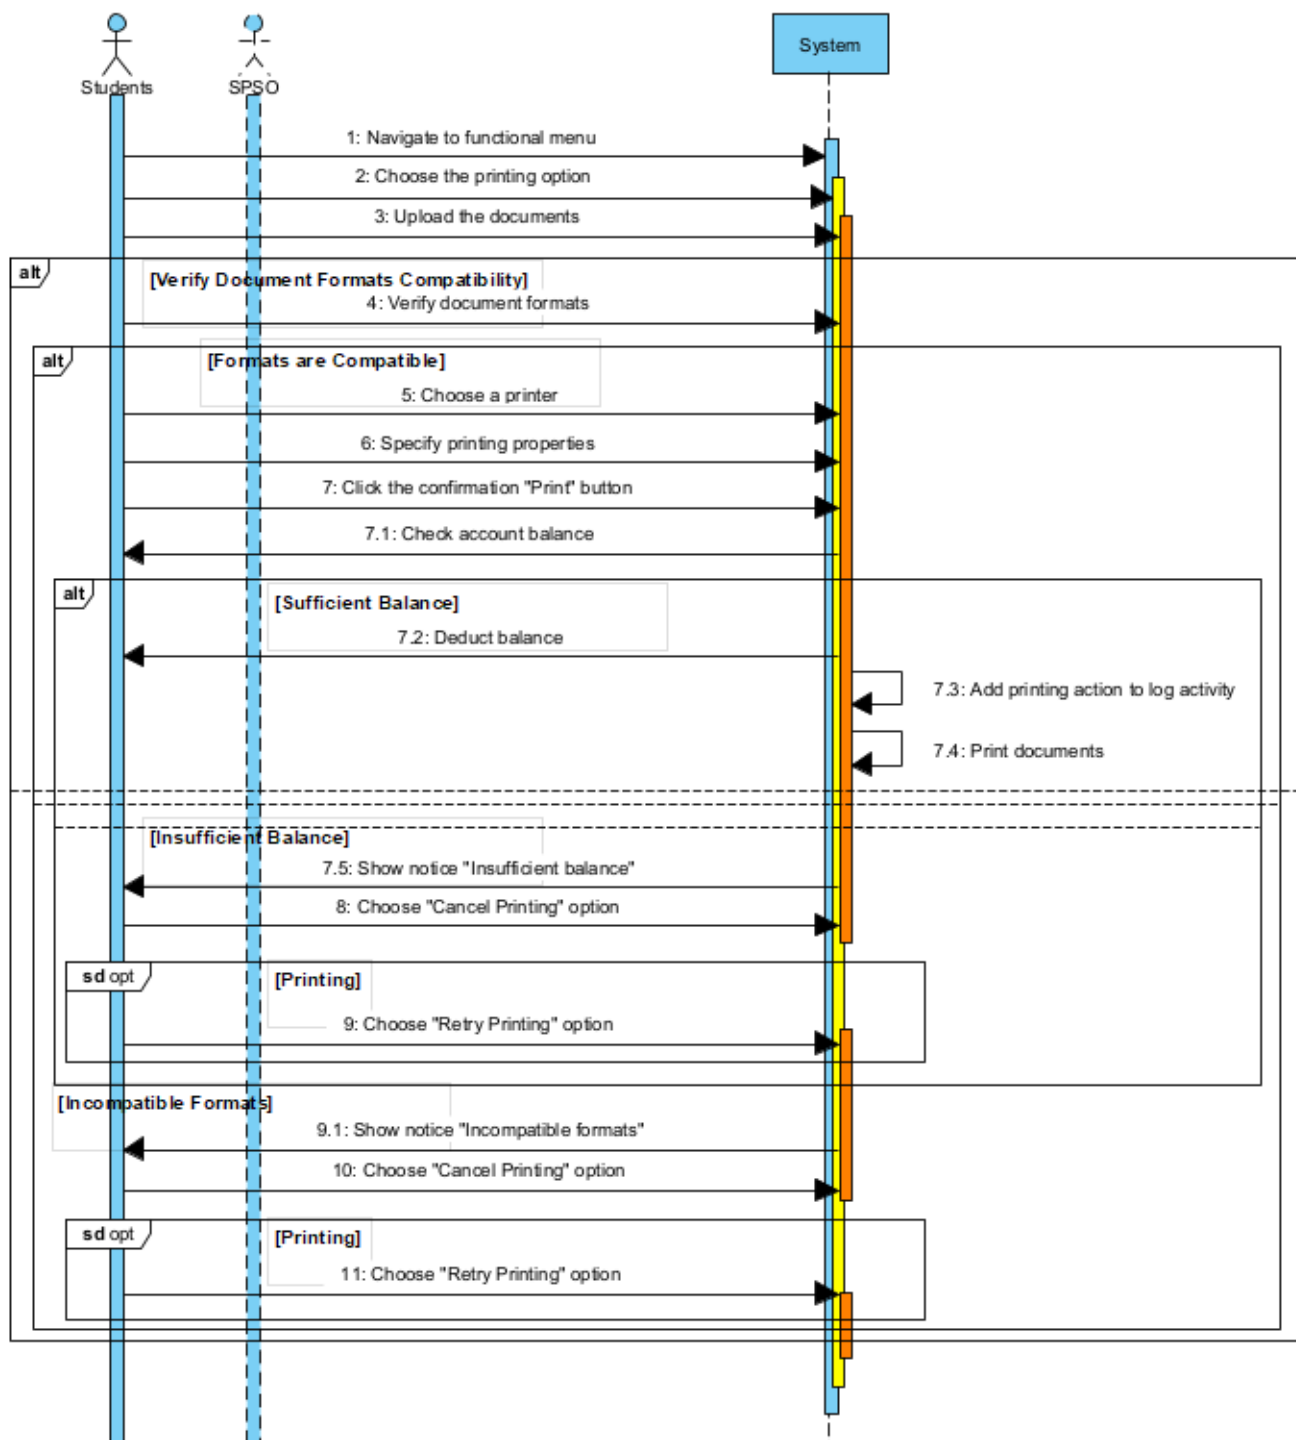 Students
SPSO
System
1: Navigate to functional menu
2: Choose the printing option
3: Upload the documents
alt
[Verify Document Formats Compatibility]
4: Verify document formats
alt
[Formats are Compatible]
5: Choose a printer
6: Specify printing properties
7: Click the confirmation "Print" button
7.1: Check account balance
alt
[Sufficient Balance]
7.2: Deduct balance
7.3: Add printing action to log activity
7.4: Print documents
[Insufficient Balance]
7.5: Show notice "Insufficient balance"
8: Choose "Cancel Printing" option
sd opt
[Printing]
9: Choose "Retry Printing" option
[Incompatible Formats]
9.1: Show notice "Incompatible formats"
10: Choose "Cancel Printing" option
sd opt
[Printing]
11: Choose "Retry Printing" option